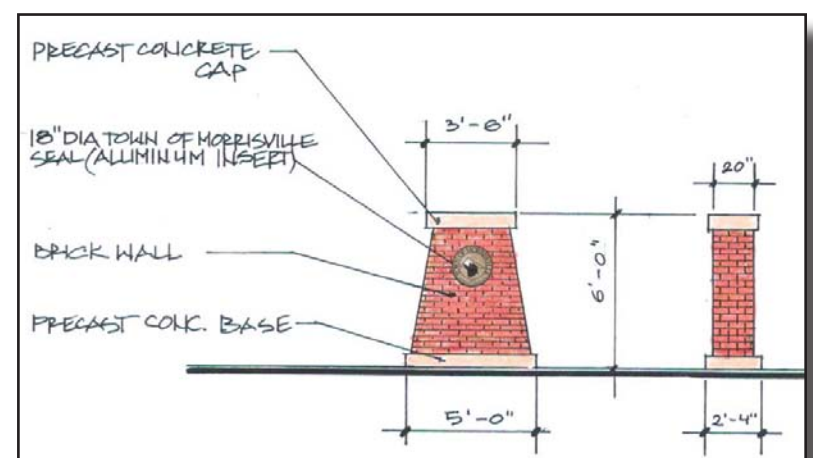 PRECAST CONCRETE
CAP
18" DIA TOWN OF MORRISVILLE
SEAL (ALUMINUM INSERT)
BRICK WALL
PRECAST CONC. BASE
3'-6"
20"
6'-0"
5'-0"
2'-4"